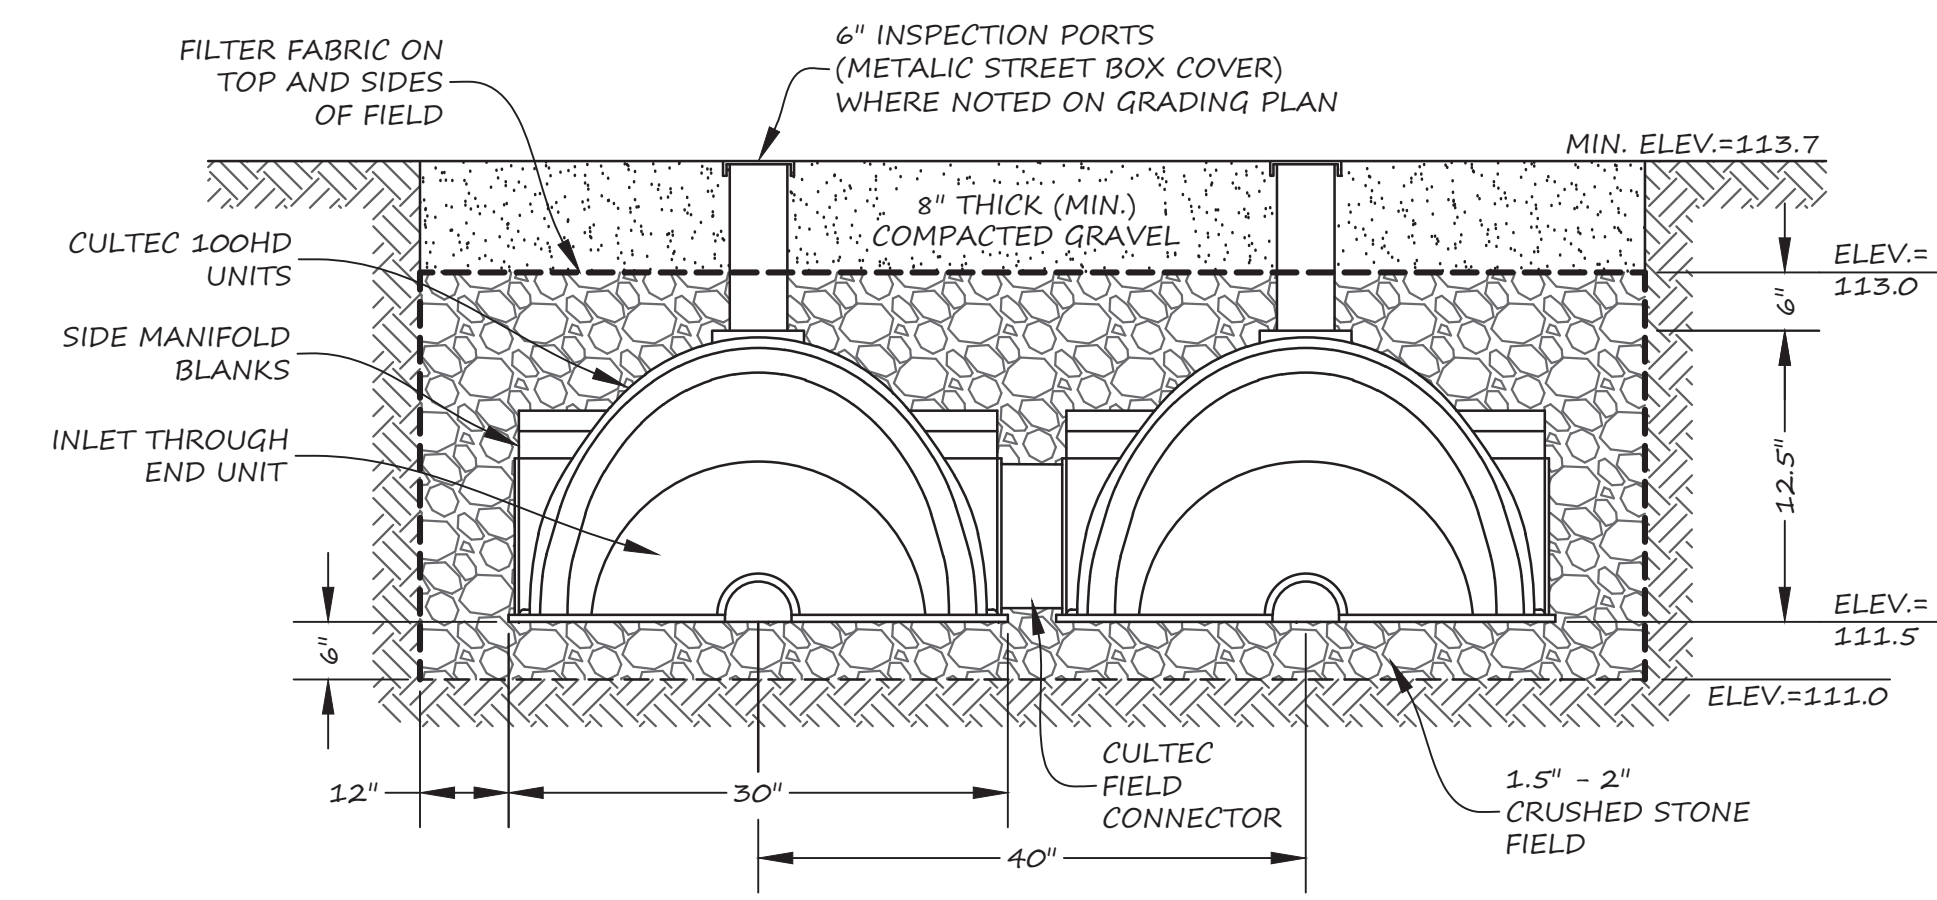 FILTER FABRIC ON
TOP AND SIDES
OF FIELD
6" INSPECTION PORTS
(METALIC STREET BOX COVER)
WHERE NOTED ON GRADING PLAN
MIN. ELEV.=113.7
8" THICK (MIN.)
COMPACTED GRAVEL
CULTEC 100HD
UNITS
ELEV.=
113.0
6"
SIDE MANIFOLD
BLANKS
INLET THROUGH
END UNIT
12.5"
ELEV.=
111.5
6"
ELEV.=111.0
12"
30"
CULTEC
FIELD
CONNECTOR
1.5" - 2"
CRUSHED STONE
FIELD
40"